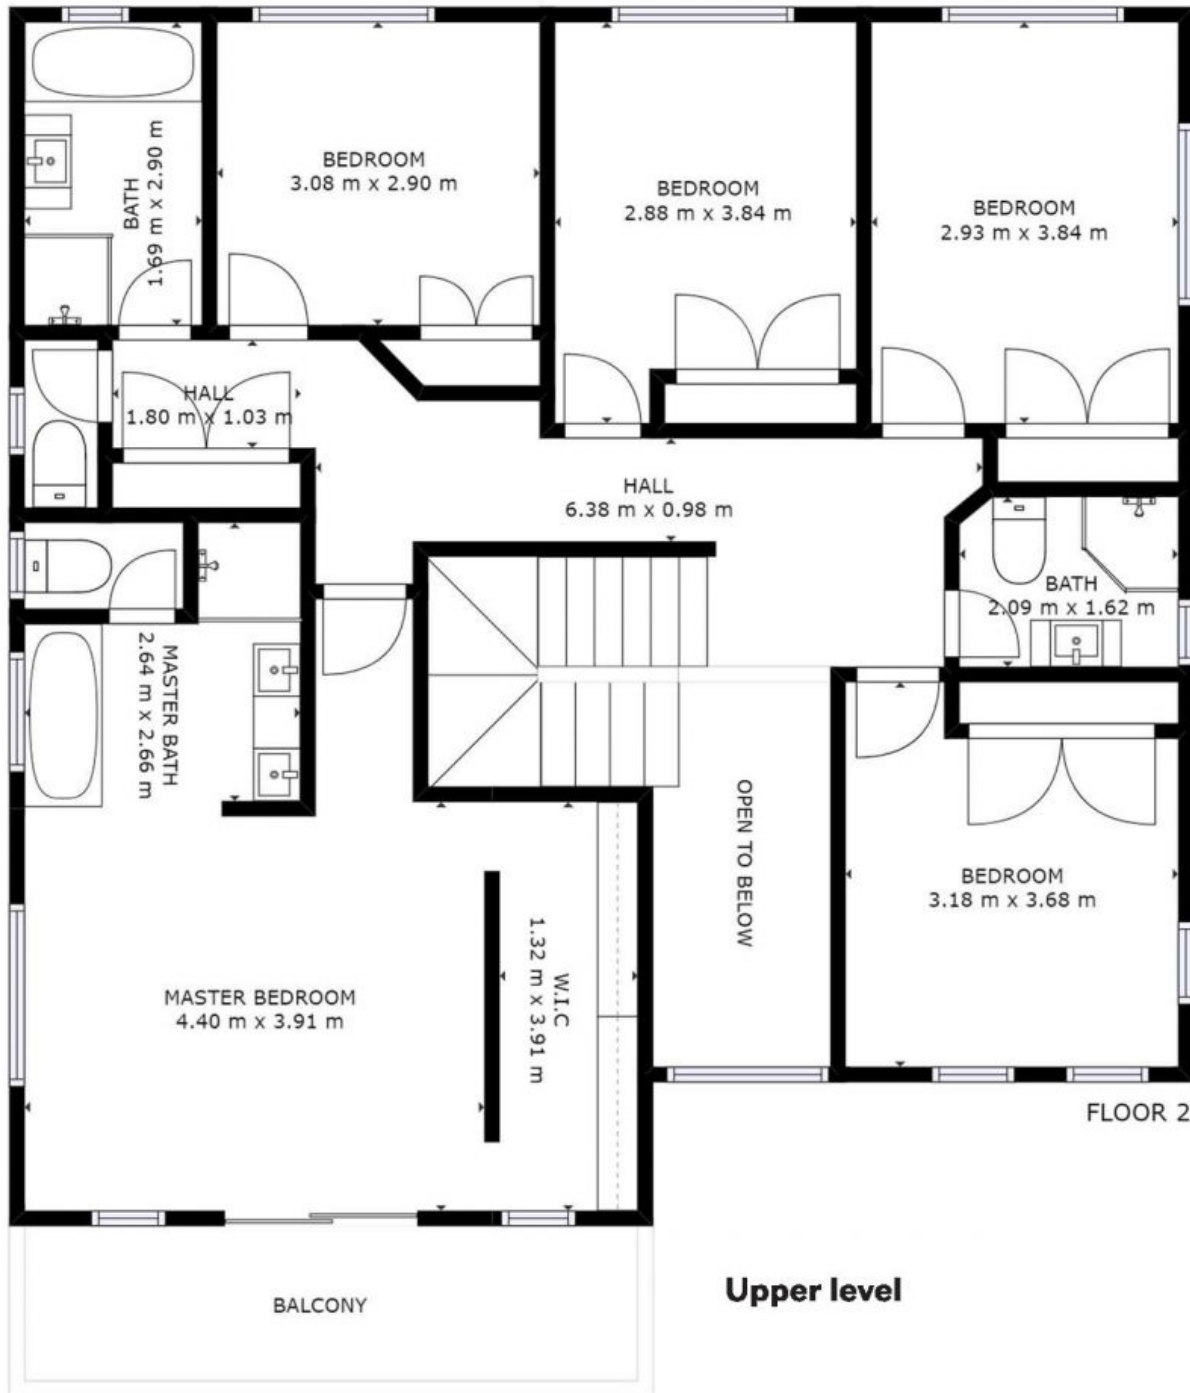 BATH
1.69 m x 2.90 m
BEDROOM
3.08 m x 2.90 m
BEDROOM
2.88 m x 3.84 m
BEDROOM
2.93 m x 3.84 m
HALL
1.80 m x 1.03 m
HALL
6.38 m x 0.98 m
BATH
2.09 m x 1.62 m
MASTER BATH
2.64 m x 2.66 m
OPEN TO BELOW
BEDROOM
3.18 m x 3.68 m
MASTER BEDROOM
4.40 m x 3.91 m
W.I.C
1.32 m x 3.91 m
FLOOR 2
BALCONY
Upper level